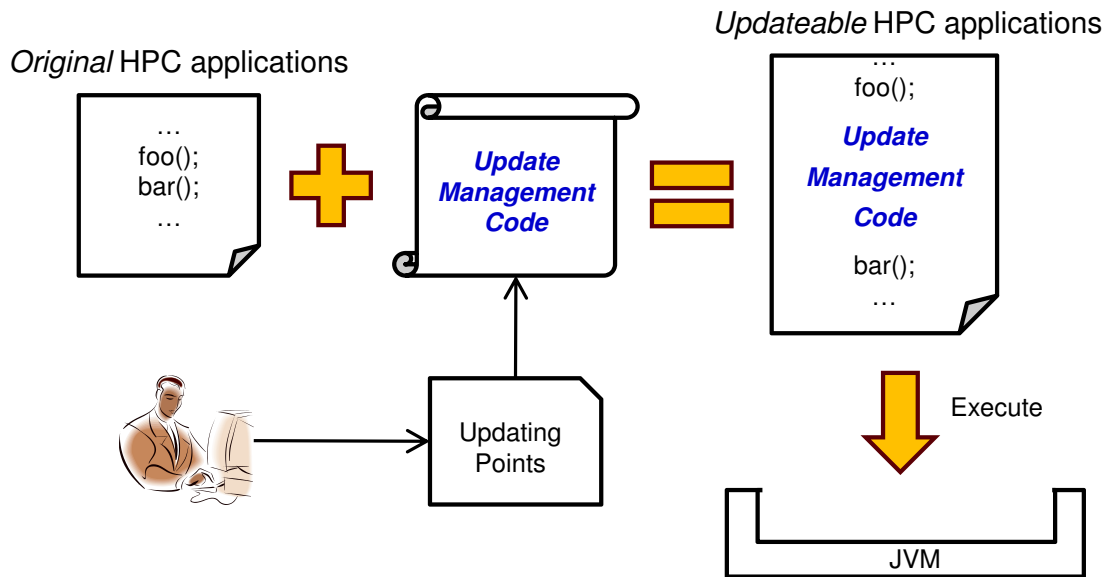 Original HPC applications
…
foo();
bar();
…
Update
Management
Code
Updateable HPC applications
…
foo();
Update
Management
Code
bar();
…
Updating
Points
Execute
JVM